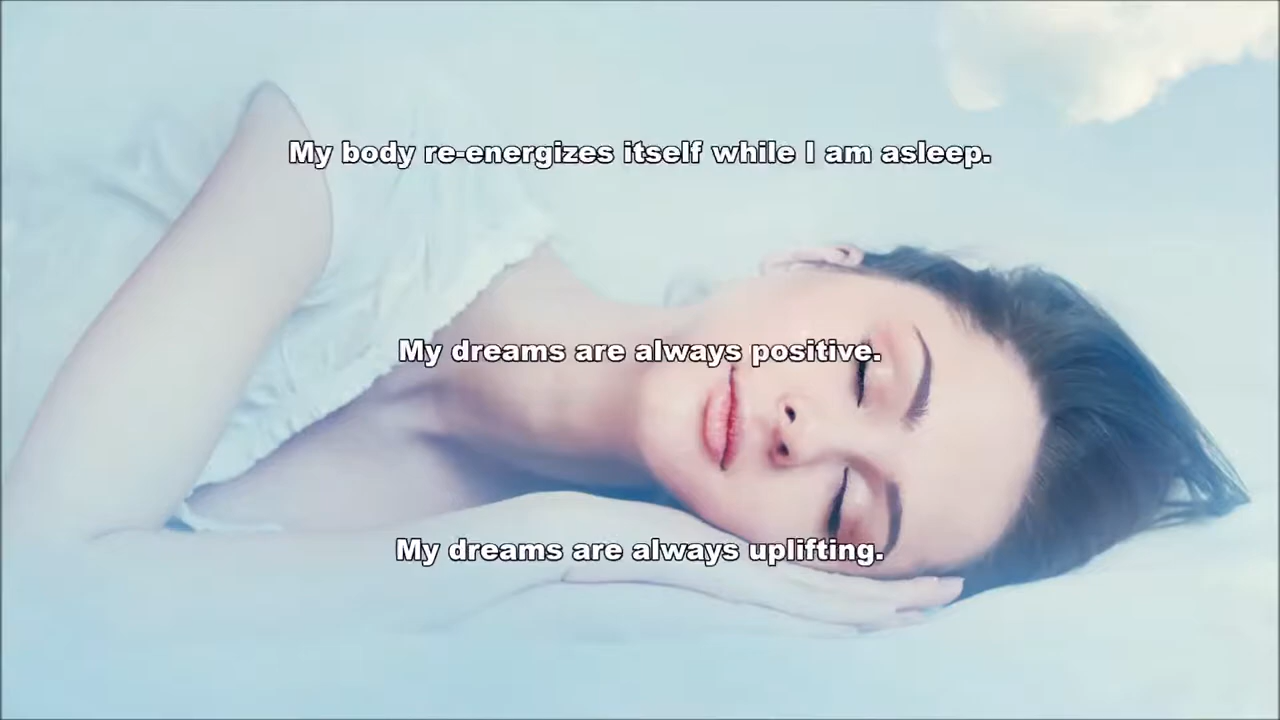 My body re-energizes itself while I am asleep.
My dreams are always positive.
My dreams are always uplifting.